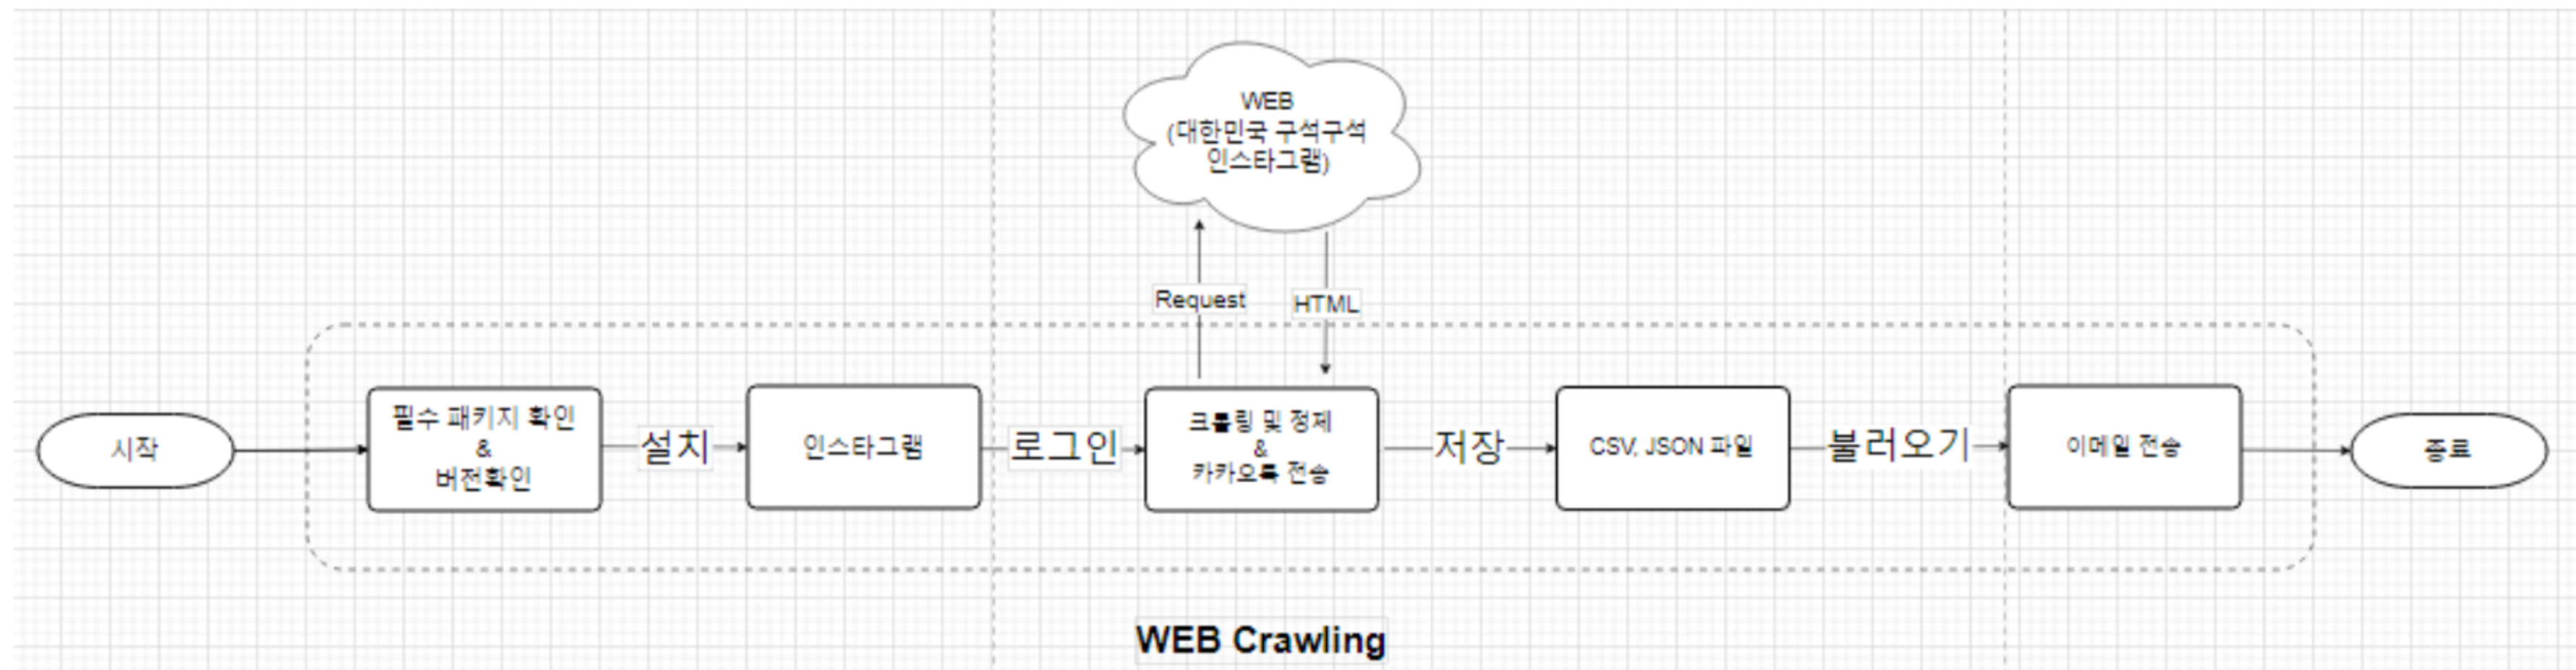 WEB
(대한민국 구석구석
인스타그램)
Request
HTML
시작
필수 패키지 확인
&
버전확인
설치
인스타그램
로그인
크롤링 및 정제
&
카카오톡 전송
저장
CSV, JSON 파일
불러오기
이메일 전송
종료
WEB Crawling